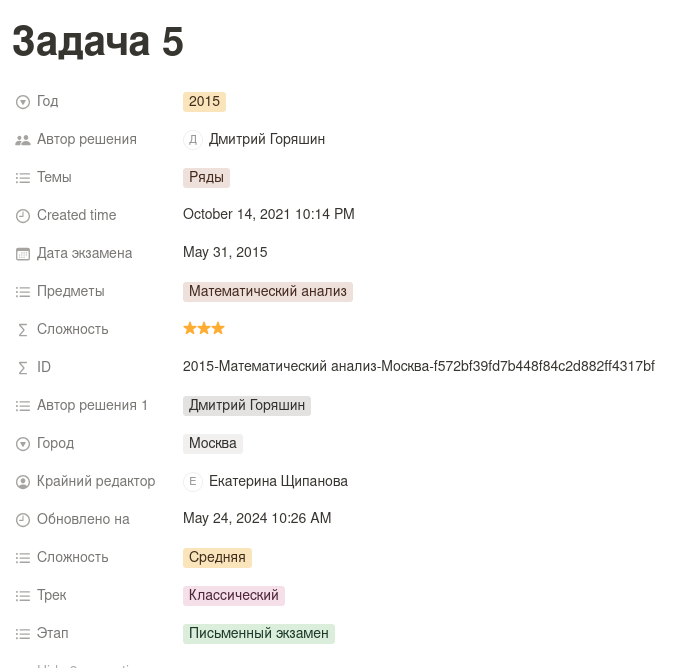 Задача 5
Год 2015
Автор решения Д Дмитрий Горяшин
Темы Ряды
Created time October 14, 2021 10:14 PM
Дата экзамена May 31, 2015
Предметы Математический анализ
Сложность
ID 2015-Математический анализ-Москва-f572bf39fd7b448f84c2d882ff4317bf
Автор решения 1 Дмитрий Горяшин
Город Москва
Крайний редактор Е Екатерина Щипанова
Обновлено на May 24, 2024 10:26 AM
Сложность Средняя
Трек Классический
Этап Письменный экзамен